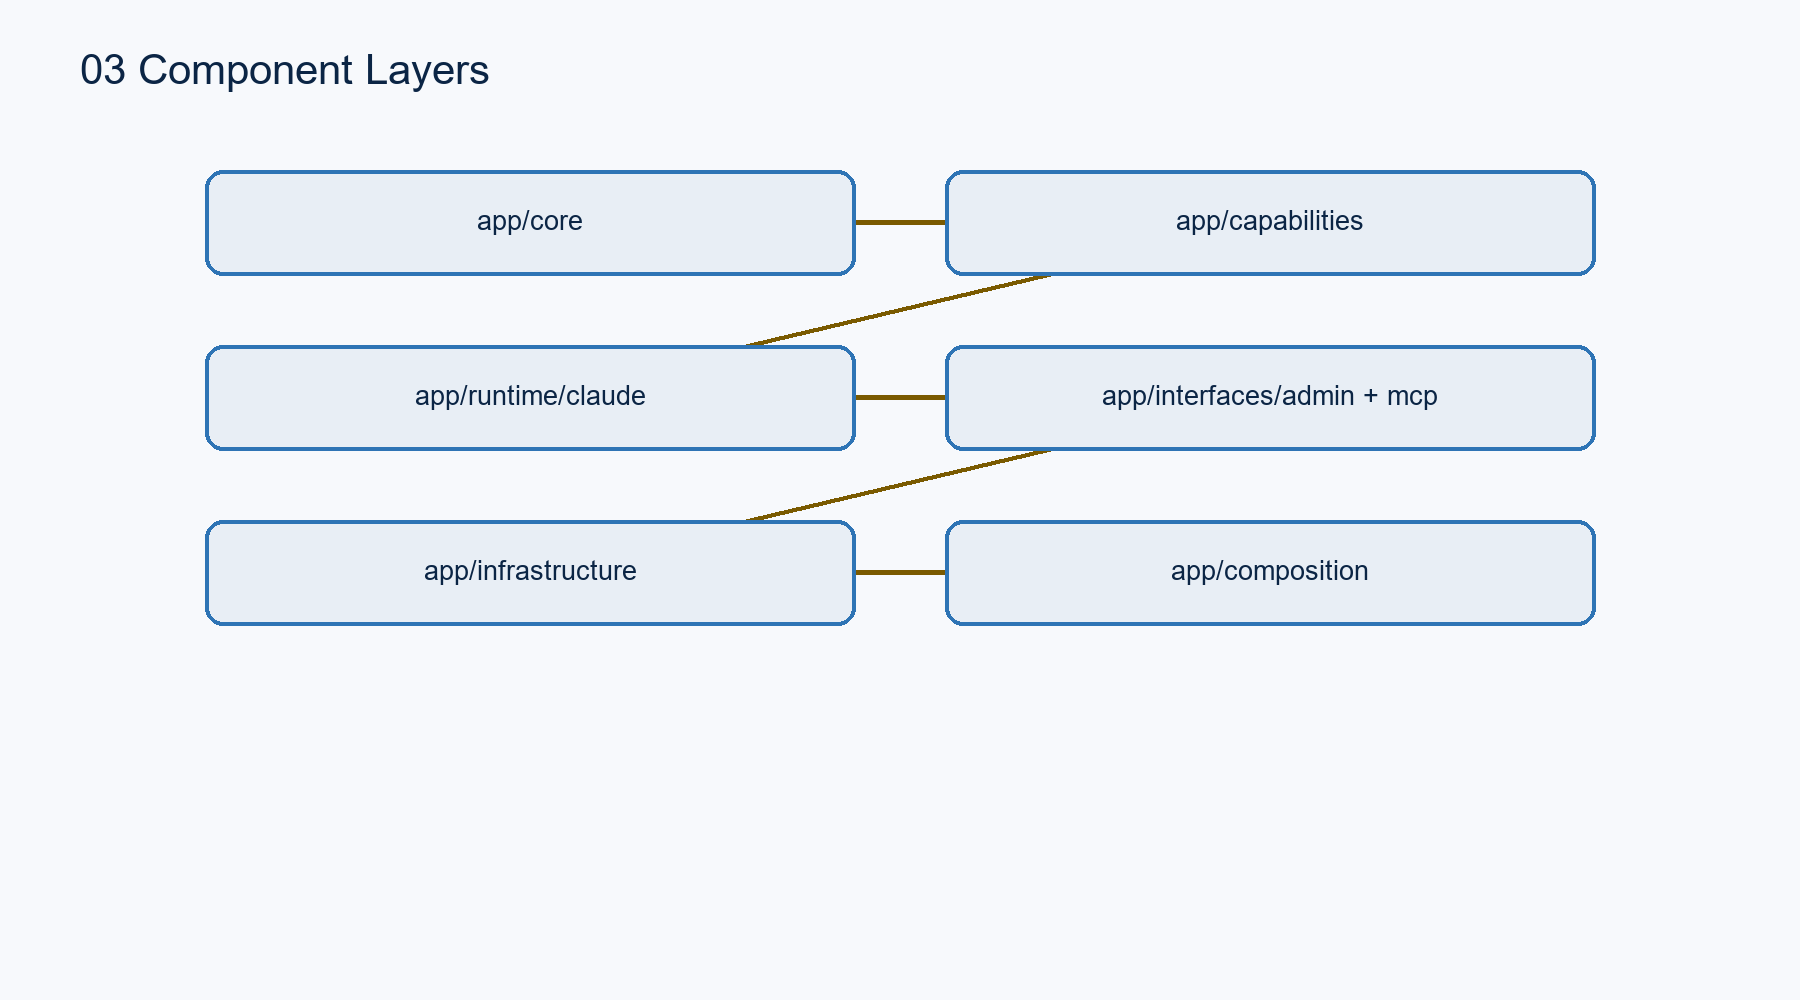 03 Component Layers
app/core
app/capabilities
app/runtime/claude
app/interfaces/admin + mcp
app/infrastructure
app/composition